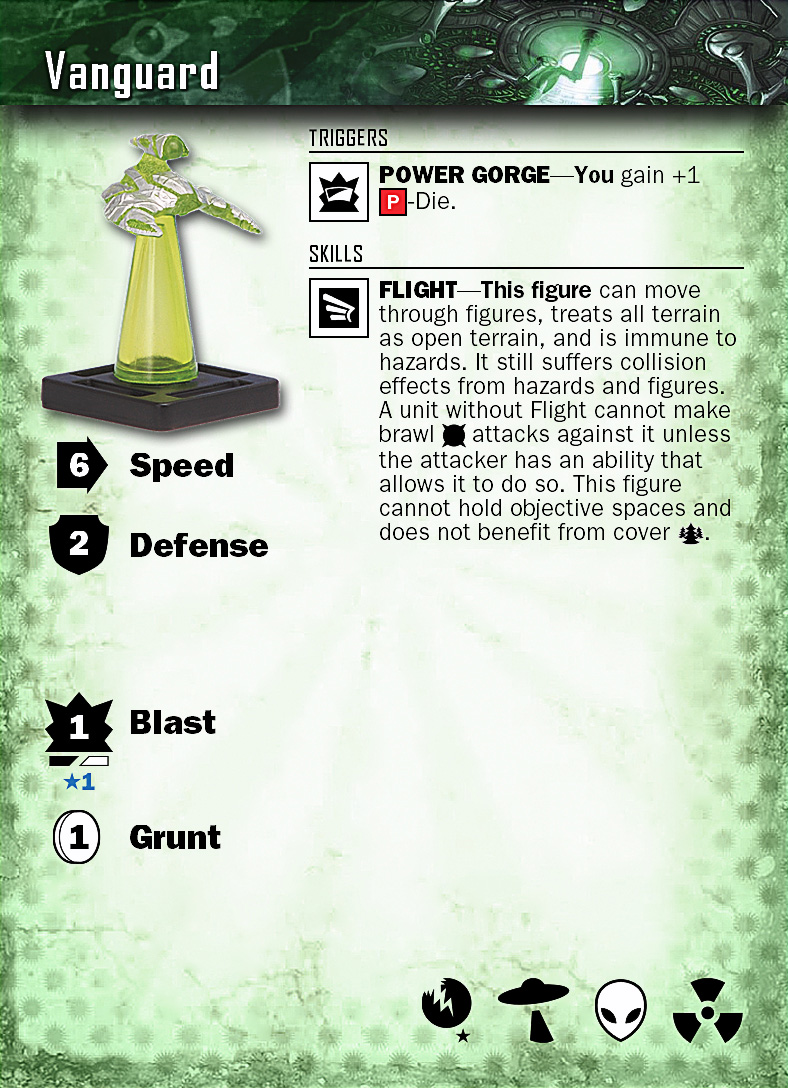 Vanguard
TRIGGERS
POWER GORGE—You gain +1
P-Die.
SKILLS
FLIGHT—This figure can move
through figures, treats all terrain
as open terrain, and is immune to
hazards. It still suffers collision
effects from hazards and figures.
A unit without Flight cannot make
brawl attacks against it unless
the attacker has an ability that
allows it to do so. This figure
cannot hold objective spaces and
does not benefit from cover .
6 Speed
2 Defense
1 Blast
★1
1 Grunt